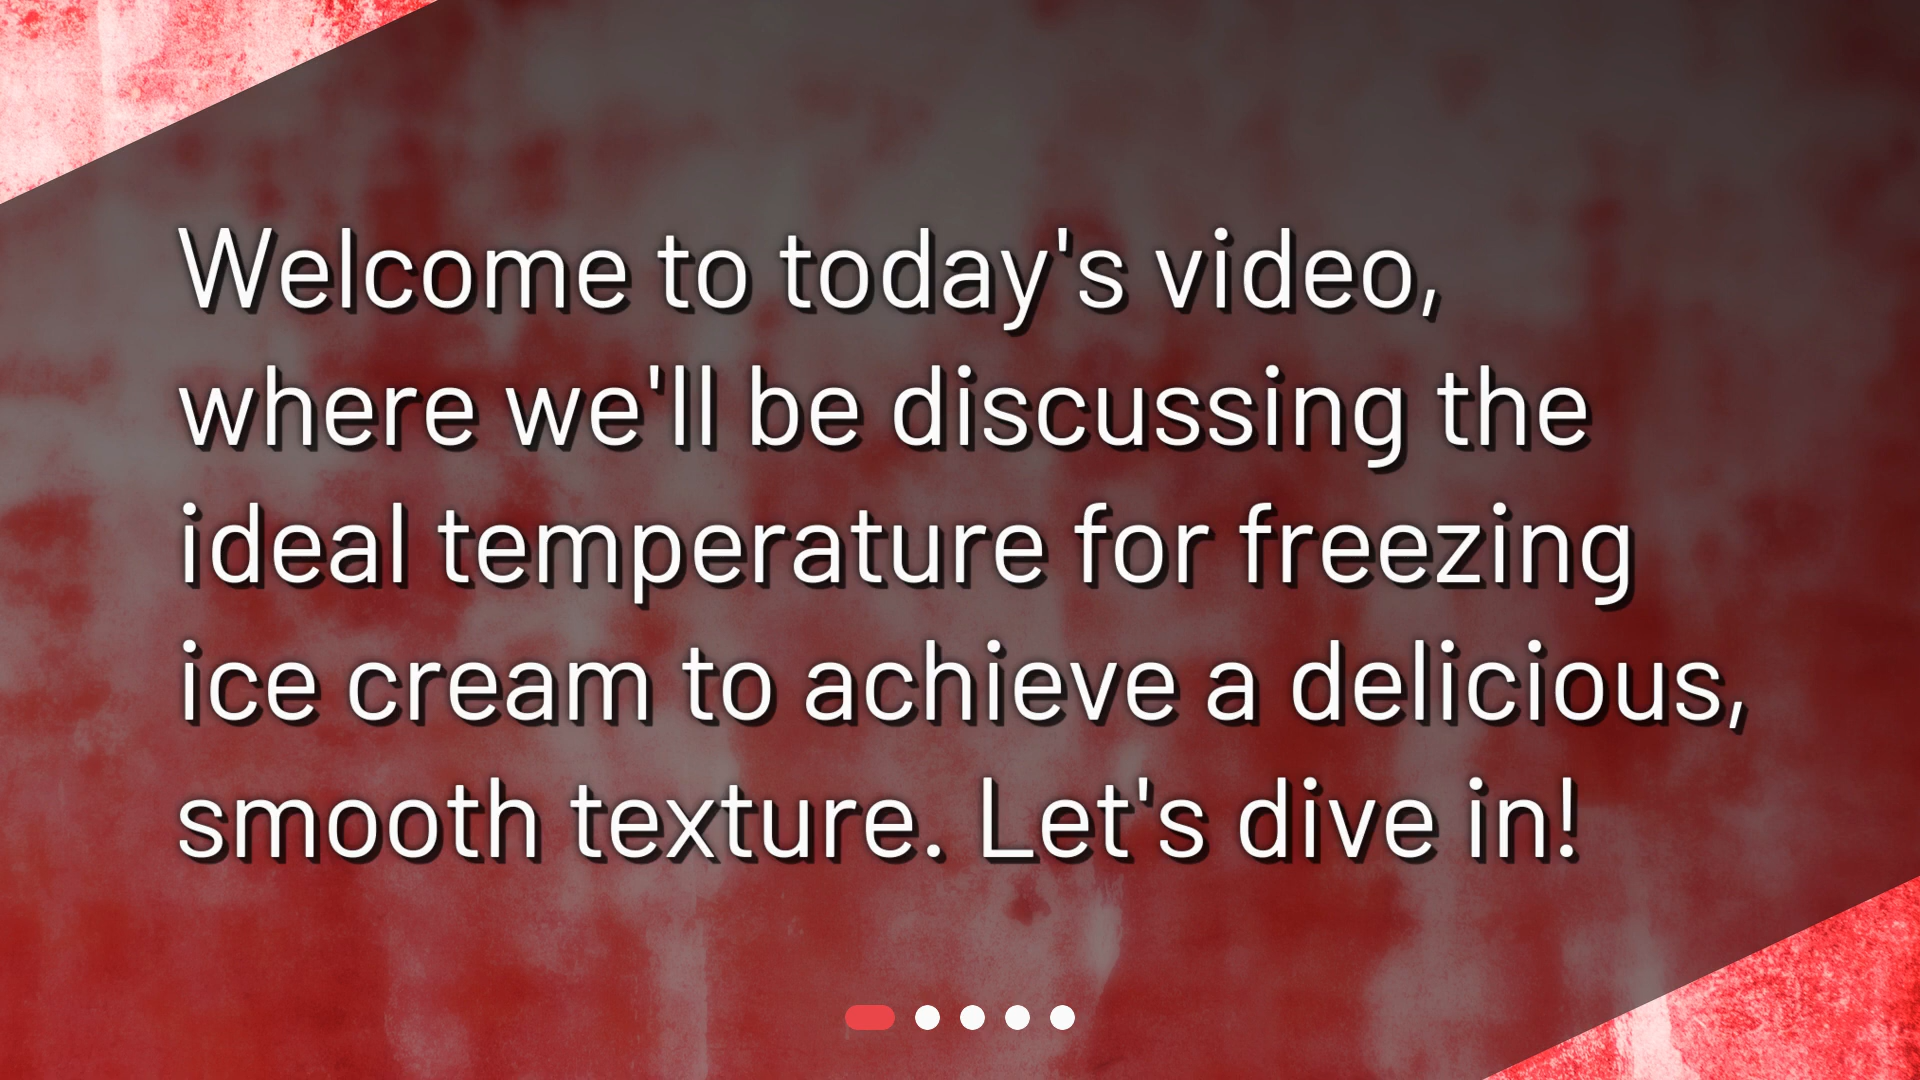 Welcome to today's video,
where we'll be discussing the
ideal temperature for freezing
ice cream to achieve a delicious,
smooth texture. Let's dive in!